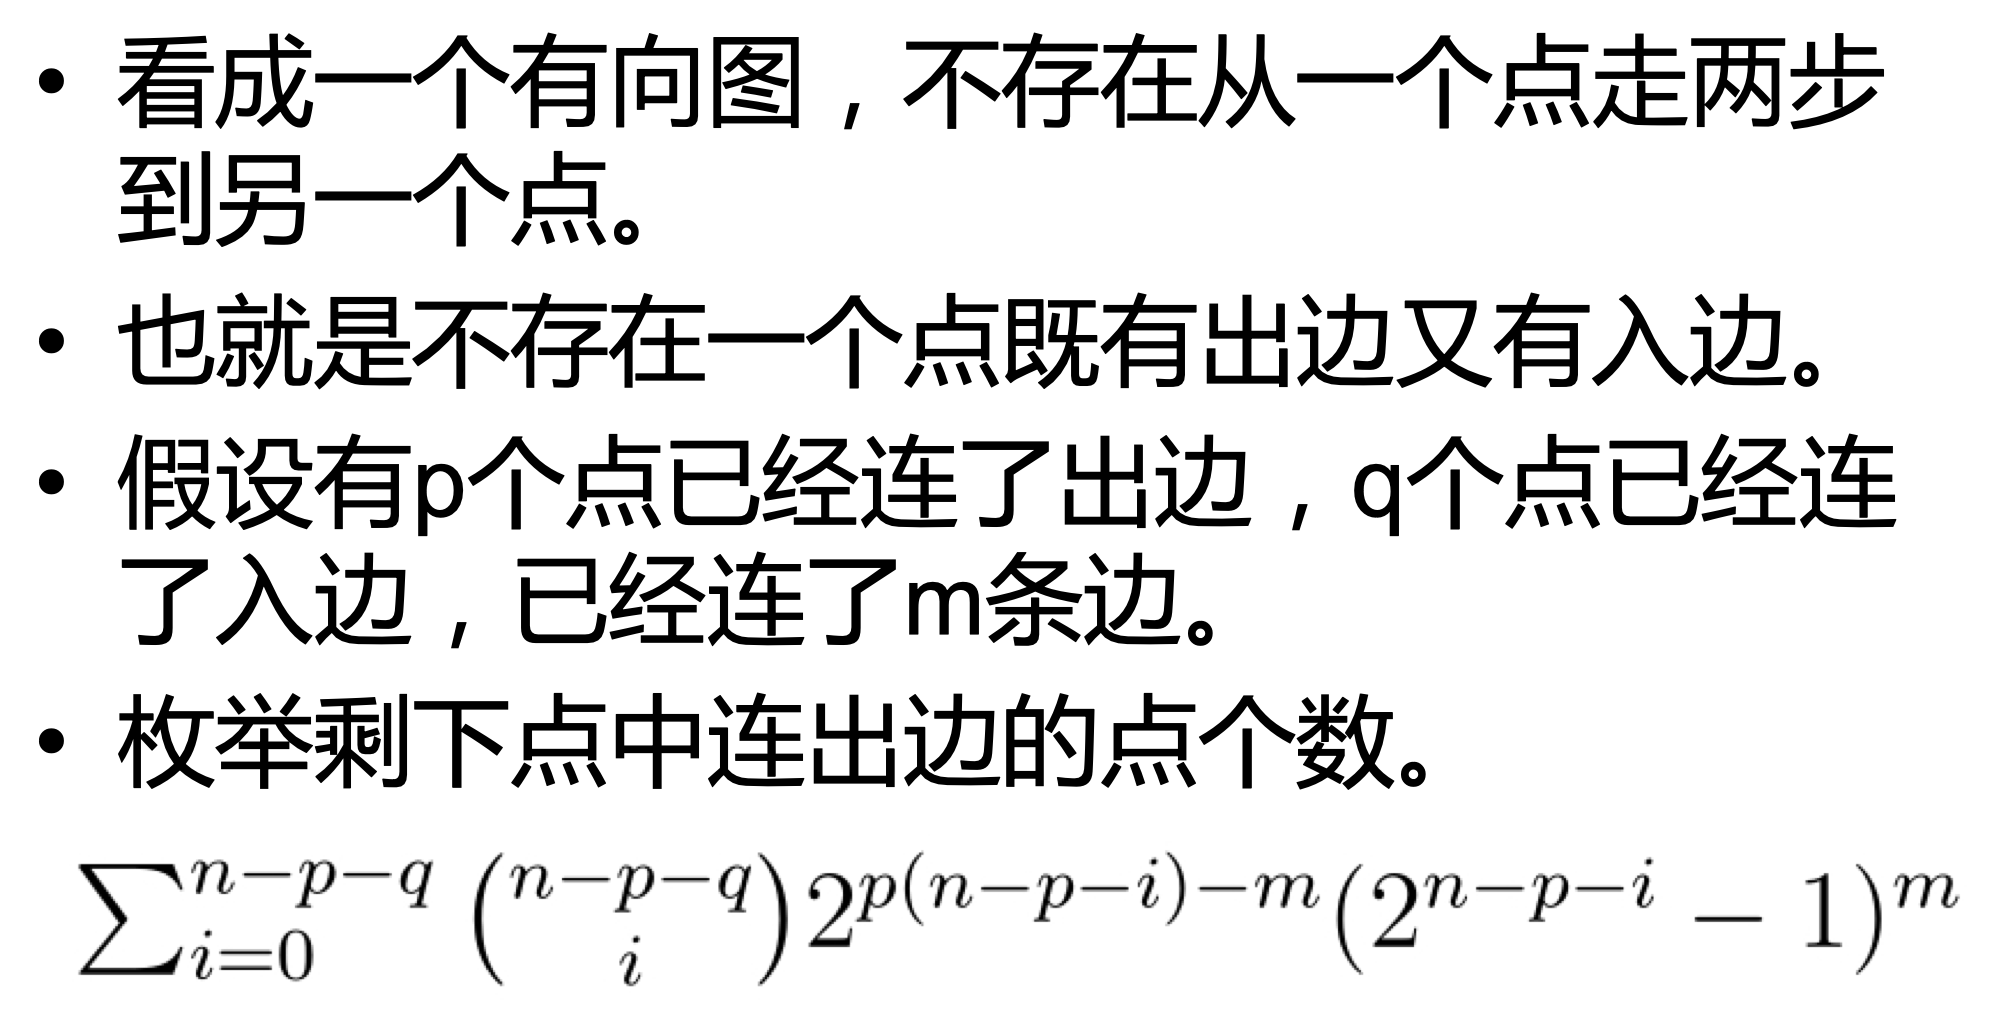 • 看成一个有向图，不存在从一个点走两步
到另一个点。
• 也就是不存在一个点既有出边又有入边。
• 假设有p个点已经连了出边，q个点已经连
了入边，已经连了m条边。
• 枚举剩下点中连出边的点个数。
$\sum_{i=0}^{n-p-q} \binom{n-p-q}{i} 2^{p(n-p-i)-m} (2^{n-p-i} - 1)^m$